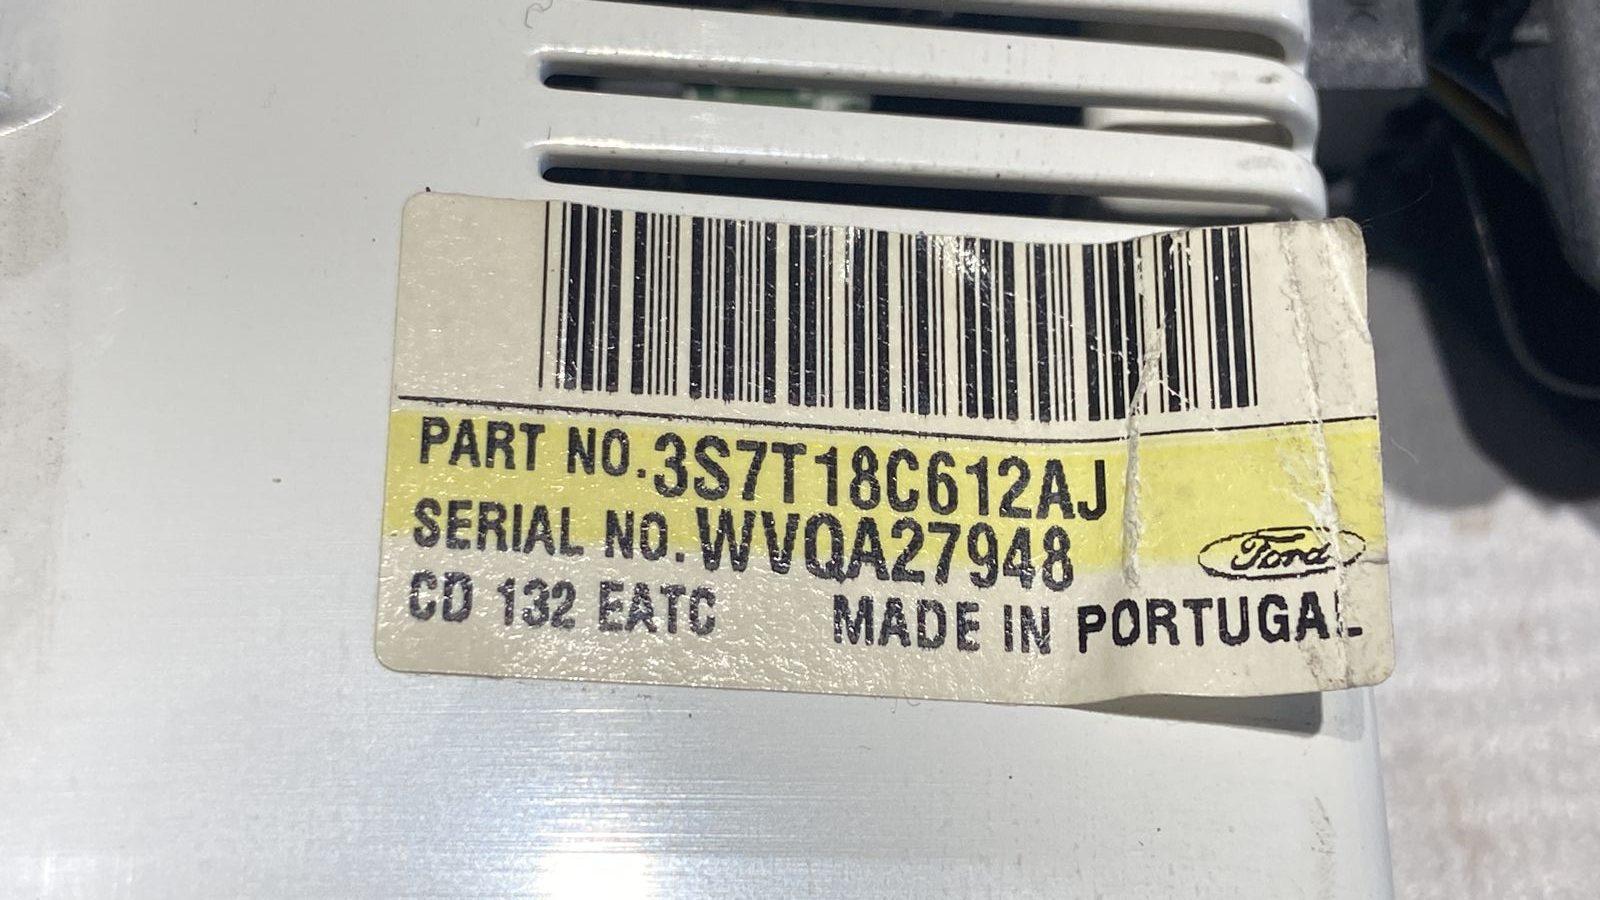 PART NO. 3S7T18C612AJ
SERIAL NO. WVQA27948
Ford
CD 132 EATC MADE IN PORTUGAL